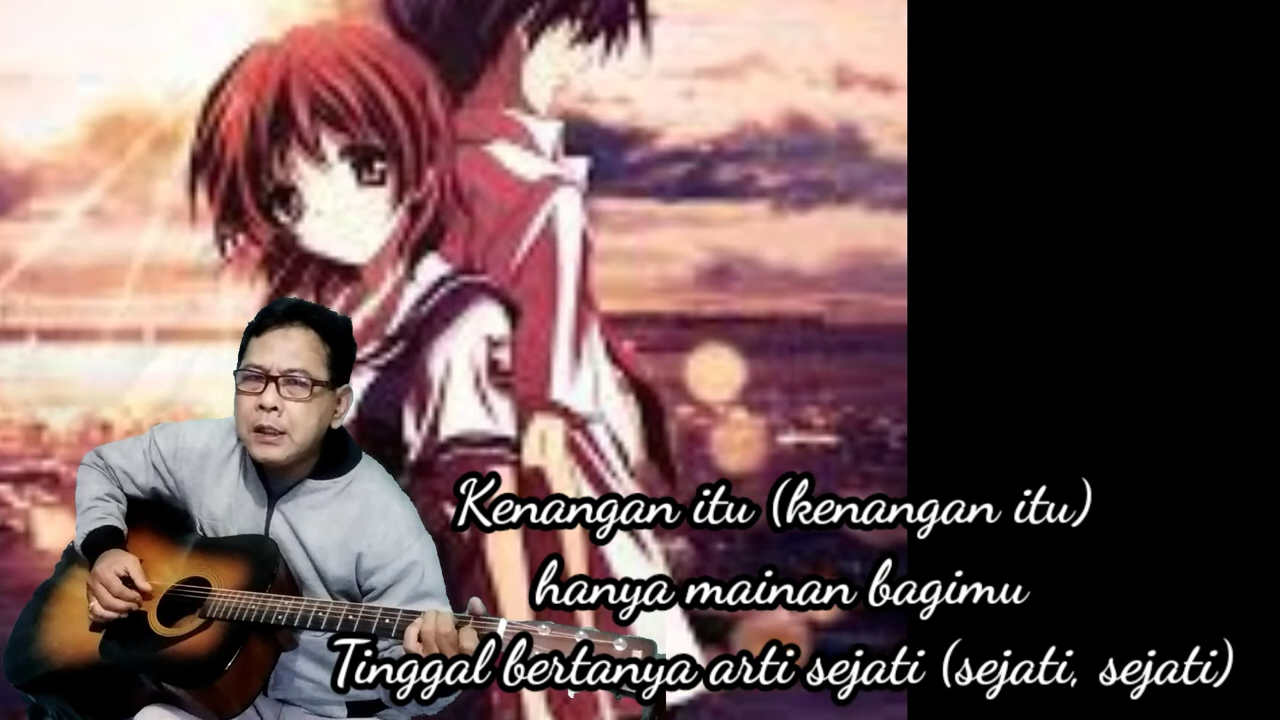 Kenangan itu (kenangan itu)
hanya mainan bagimu
Tinggal bertanya arti sejati (sejati, sejati)